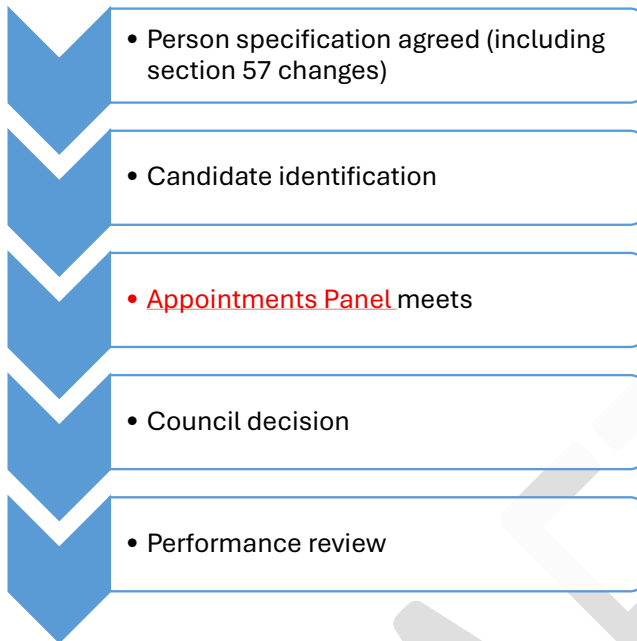 • Person specification agreed (including
section 57 changes)
• Candidate identification
• Appointments Panel meets
• Council decision
• Performance review